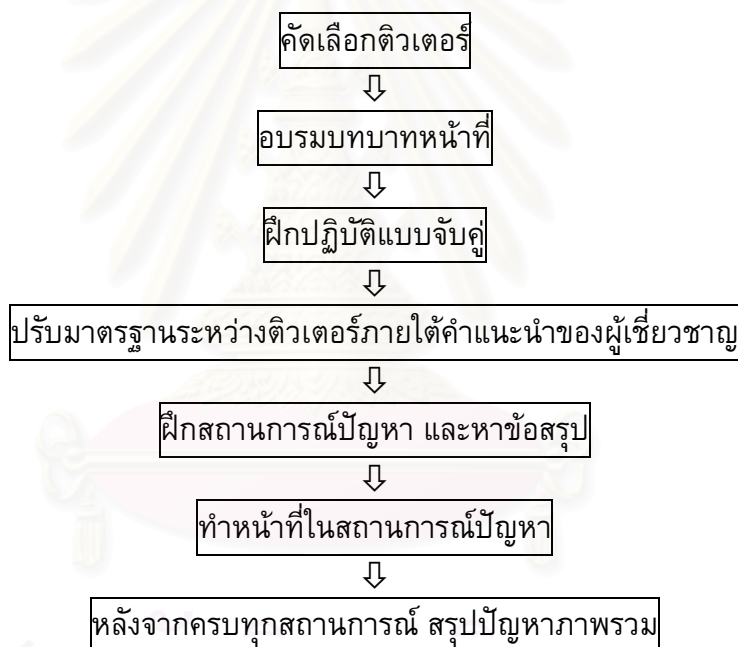 คัดเลือกติวเตอร์
อบรมบทบาทหน้าที่
ฝึกปฏิบัติแบบจับคู่
ปรับมาตรฐานระหว่างติวเตอร์ภายใต้คำแนะนำของผู้เชี่ยวชาญ
ฝึกสถานการณ์ปัญหา และหาข้อสรุป
ทำหน้าที่ในสถานการณ์ปัญหา
หลังจากครบทุกสถานการณ์ สรุปปัญหาภาพรวม